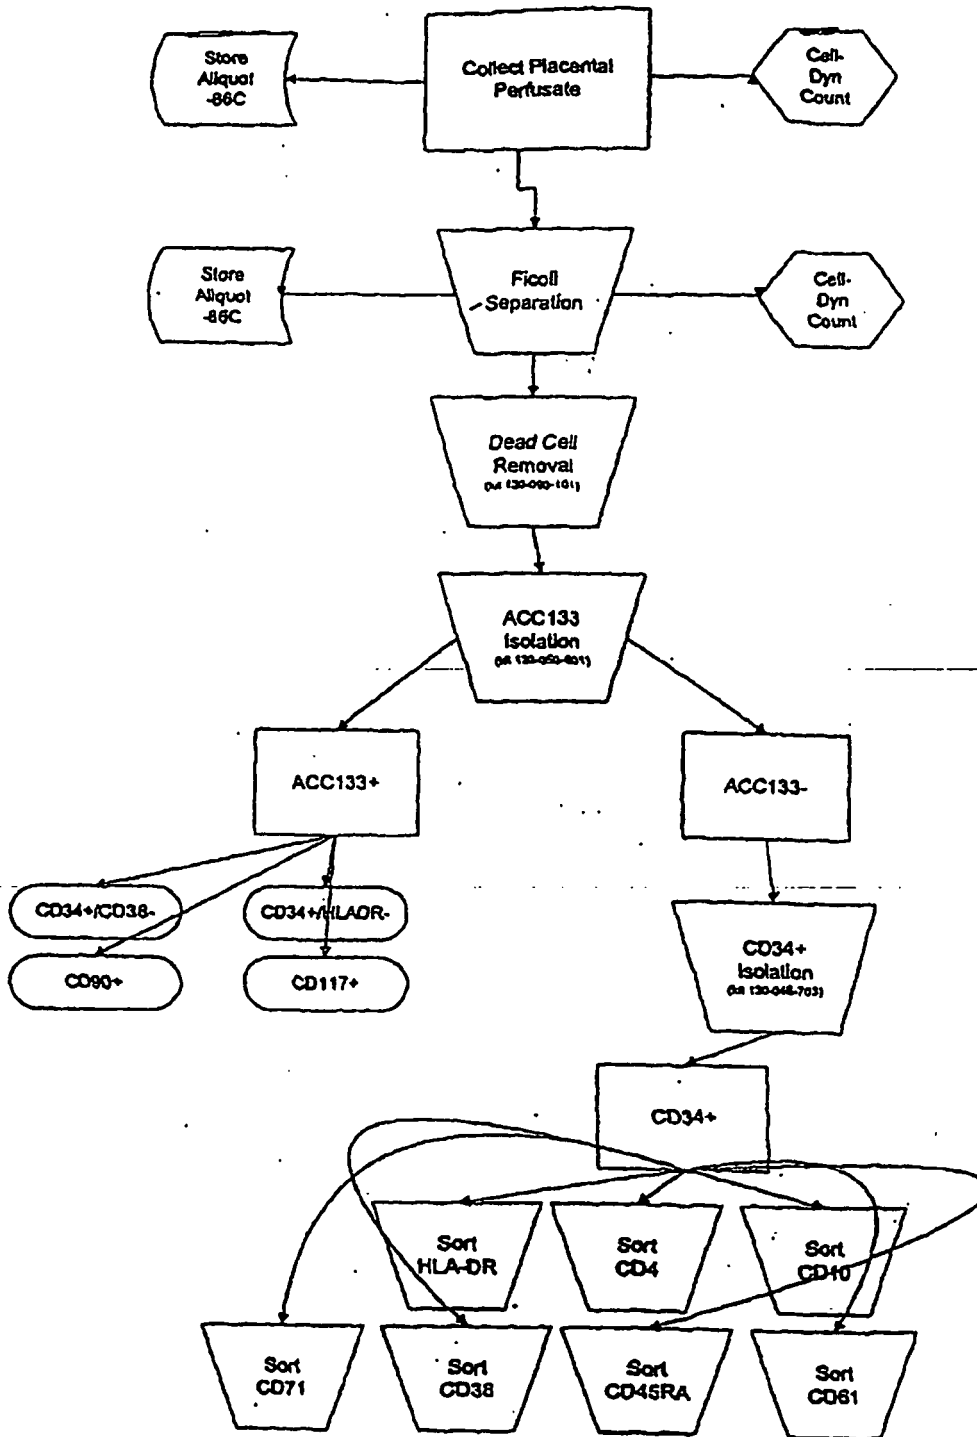 Store
Aliquot
-86C
Collect Placental
Perfusate
Cell-
Dyn
Count
Store
Aliquot
-86C
Ficoll
Separation
Cell-
Dyn
Count
Dead Cell
Removal
ACC133
Isolation
ACC133+
ACC133-
CD34+/CD38-
CD34+/HLADR-
CD90+
CD117+
CD34+
Isolation
CD34+
Sort
HLA-DR
Sort
CD4
Sort
CD10
Sort
CD71
Sort
CD38
Sort
CD45RA
Sort
CD61